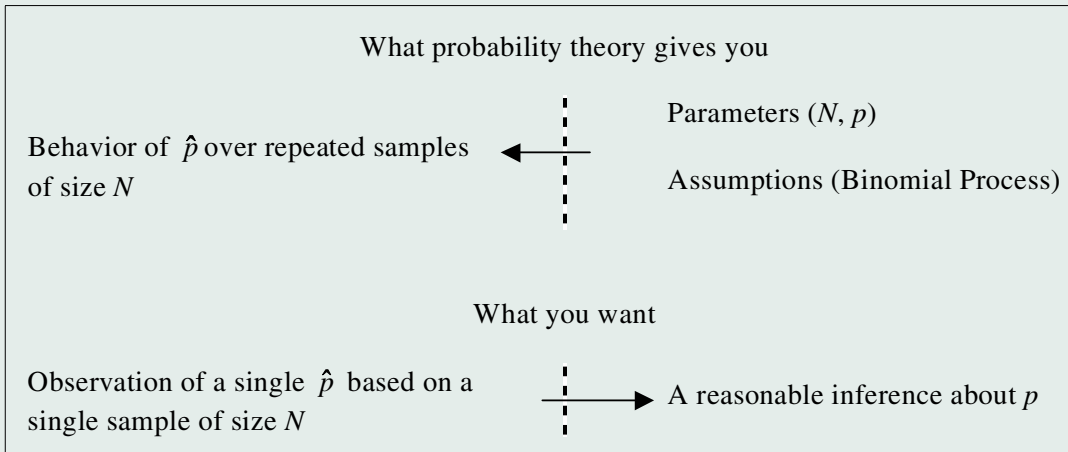 What probability theory gives you
Behavior of p̂ over repeated samples
of size N
Parameters (N, p)
Assumptions (Binomial Process)
What you want
Observation of a single p̂ based on a
single sample of size N
A reasonable inference about p